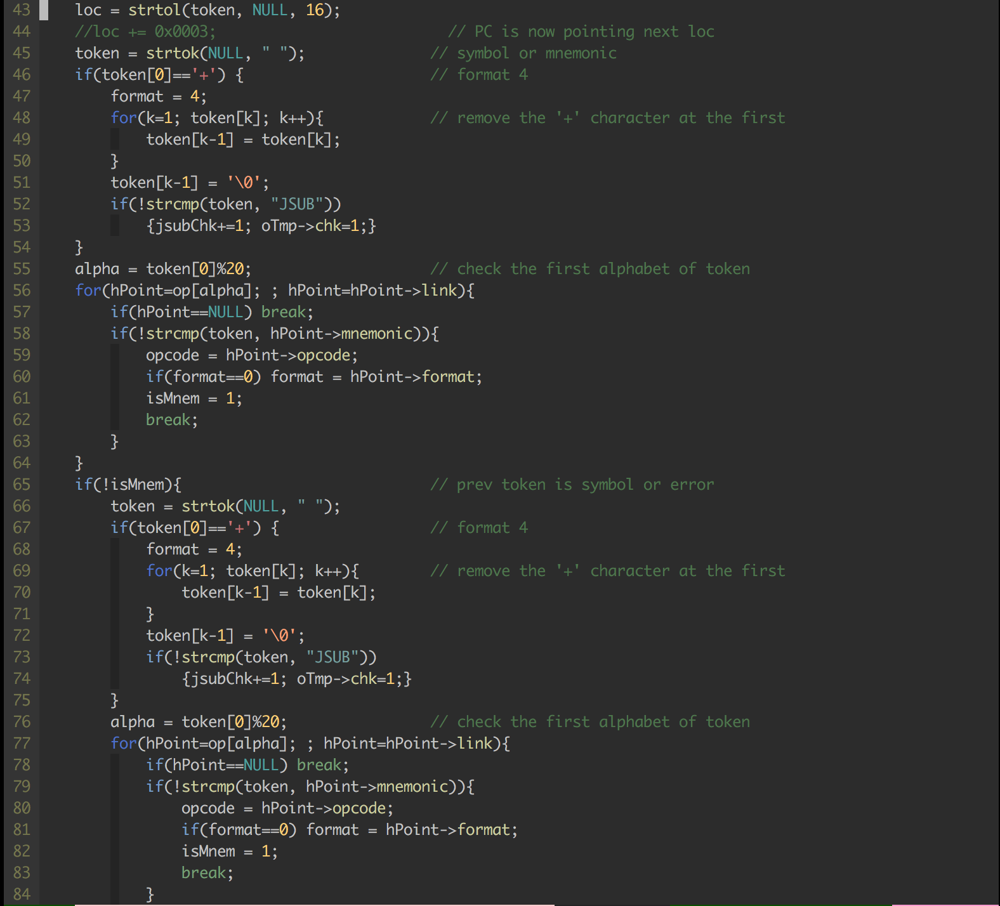 43 loc = strtol(token, NULL, 16);
44 //loc += 0x0003; // PC is now pointing next loc
45 token = strtok(NULL, " "); // symbol or mnemonic
46 if(token[0]=='+') { // format 4
47 format = 4;
48 for(k=1; token[k]; k++){ // remove the '+' character at the first
49 token[k-1] = token[k];
50 }
51 token[k-1] = '\0';
52 if(!strcmp(token, "JSUB"))
53 {jsubChk+=1; oTmp->chk=1;}
54 }
55 alpha = token[0]%20; // check the first alphabet of token
56 for(hPoint=op[alpha]; ; hPoint=hPoint->link){
57 if(hPoint==NULL) break;
58 if(!strcmp(token, hPoint->mnemonic)){
59 opcode = hPoint->opcode;
60 if(format==0) format = hPoint->format;
61 isMnem = 1;
62 break;
63 }
64 }
65 if(!isMnem){ // prev token is symbol or error
66 token = strtok(NULL, " ");
67 if(token[0]=='+') { // format 4
68 format = 4;
69 for(k=1; token[k]; k++){ // remove the '+' character at the first
70 token[k-1] = token[k];
71 }
72 token[k-1] = '\0';
73 if(!strcmp(token, "JSUB"))
74 {jsubChk+=1; oTmp->chk=1;}
75 }
76 alpha = token[0]%20; // check the first alphabet of token
77 for(hPoint=op[alpha]; ; hPoint=hPoint->link){
78 if(hPoint==NULL) break;
79 if(!strcmp(token, hPoint->mnemonic)){
80 opcode = hPoint->opcode;
81 if(format==0) format = hPoint->format;
82 isMnem = 1;
83 break;
84 }